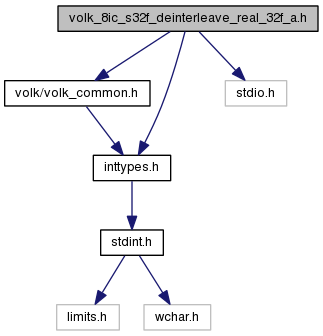 volk_8ic_s32f_deinterleave_real_32f_a.h
volk/volk_common.h
stdio.h
inttypes.h
stdint.h
limits.h
wchar.h